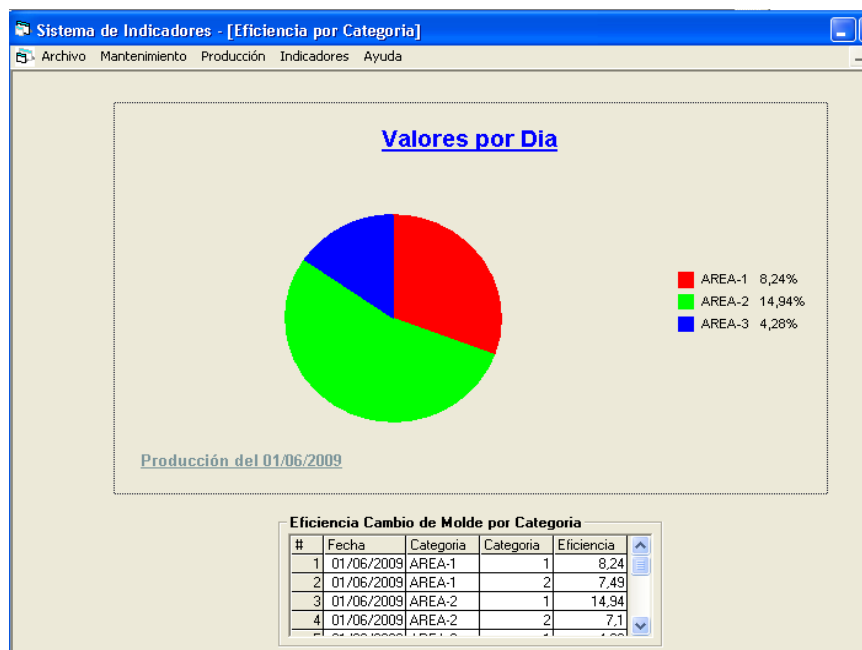 Sistema de Indicadores - [Eficiencia por Categoria]
Archivo Mantenimiento Producción Indicadores Ayuda
Valores por Dia
AREA-1 8,24%
AREA-2 14,94%
AREA-3 4,28%
Producción del 01/06/2009
Eficiencia Cambio de Molde por Categoria
# Fecha Categoria Categoria Eficiencia
1 01/06/2009 AREA-1 1 8,24
2 01/06/2009 AREA-1 2 7,49
3 01/06/2009 AREA-2 1 14,94
4 01/06/2009 AREA-2 2 7,1